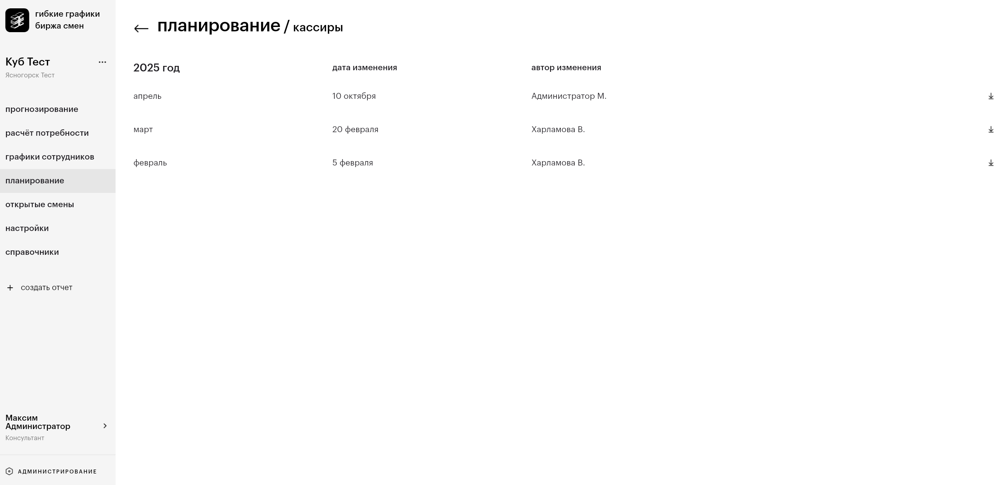 гибкие графики
биржа смен
Куб Тест
Ясногорск Тест
прогнозирование
расчёт потребности
графики сотрудников
планирование
открытые смены
настройки
справочники
создать отчет
Максим
Администратор
Консультант
АДМИНИСТРИРОВАНИЕ
планирование / кассиры
2025 год дата изменения автор изменения
апрель 10 октября Администратор М.
март 20 февраля Харламова В.
февраль 5 февраля Харламова В.